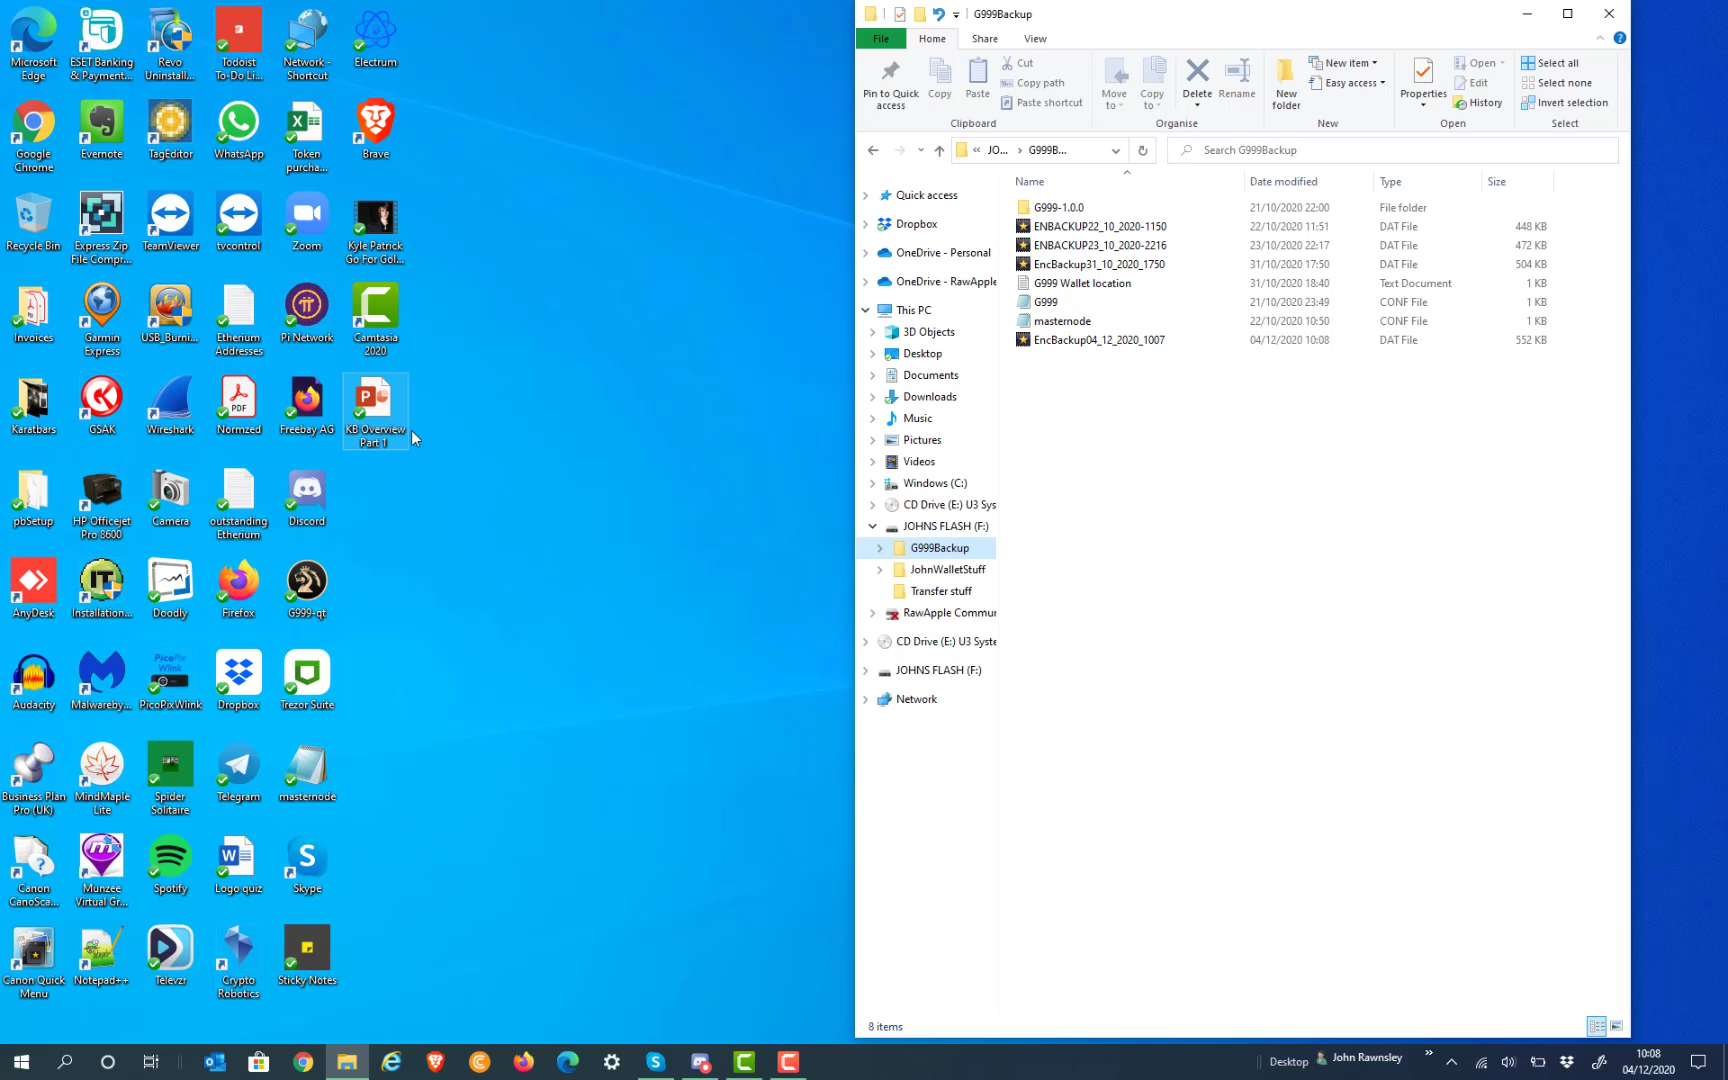 Microsoft Edge
ESET Banking & Payment...
Revo Uninstall...
Todoist To-Do Li...
Network - Shortcut
Electrum
Google Chrome
Evernote
TagEditor
WhatsApp
Token purcha...
Brave
Recycle Bin
Express Zip File Compr...
TeamViewer
tvcontrol
Zoom
Kyle Patrick Go For Gol...
Invoices
Garmin Express
USB_Burni...
Etherium Addresses
Pi Network
Camtasia 2020
Karatbars
GSAK
Wireshark
PDF
Normzed
Freebay AG
KB Overview Part 1
pbSetup
HP Officejet Pro 8600
Camera
outstanding Etherium
Discord
AnyDesk
Installation...
Doodly
Firefox
G999-qt
Audacity
Malwareby...
PicoPix
Wlink
PicoPixWlink
Dropbox
Trezor Suite
Business Plan Pro (UK)
MindMaple Lite
Spider Solitaire
Telegram
masternode
Canon CanoSca...
Munzee Virtual Gr...
Spotify
Logo quiz
Skype
Canon Quick Menu
Notepad++
Televzr
Crypto Robotics
Sticky Notes
G999Backup
File
Home
Share
View
Pin to Quick access
Copy
Paste
Cut
Copy path
Paste shortcut
Clipboard
Move to
Copy to
Delete
Rename
Organise
New folder
New item
Easy access
New
Properties
Open
Edit
History
Open
Select all
Select none
Invert selection
Select
« JO... › G999B...
Search G999Backup
Quick access
Dropbox
OneDrive - Personal
OneDrive - RawApple
This PC
3D Objects
Desktop
Documents
Downloads
Music
Pictures
Videos
Windows (C:)
CD Drive (E:) U3 Sys
JOHNS FLASH (F:)
G999Backup
JohnWalletStuff
Transfer stuff
RawApple Commur
CD Drive (E:) U3 Syste
JOHNS FLASH (F:)
Network
Name Date modified Type Size
G999-1.0.0 21/10/2020 22:00 File folder
ENBACKUP22_10_2020-1150 22/10/2020 11:51 DAT File 448 KB
ENBACKUP23_10_2020-2216 23/10/2020 22:17 DAT File 472 KB
EncBackup31_10_2020_1750 31/10/2020 17:50 DAT File 504 KB
G999 Wallet location 31/10/2020 18:40 Text Document 1 KB
G999 21/10/2020 23:49 CONF File 1 KB
masternode 22/10/2020 10:50 CONF File 1 KB
EncBackup04_12_2020_1007 04/12/2020 10:08 DAT File 552 KB
8 items
Desktop
John Rawnsley
10:08
04/12/2020